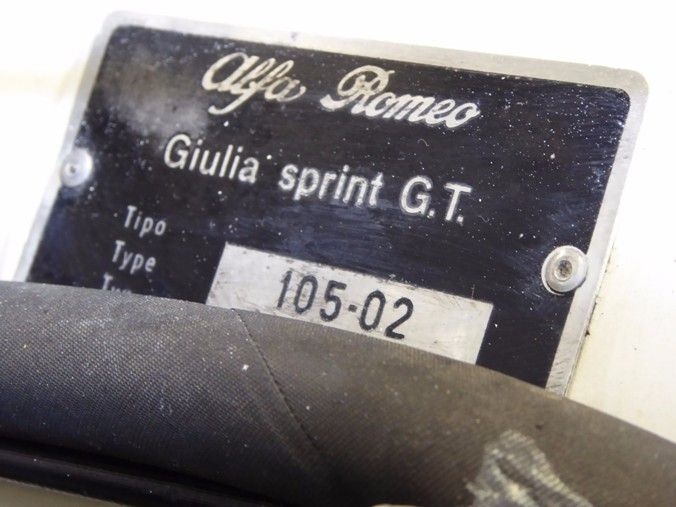 Alfa Romeo
Giulia sprint G.T.
Tipo
Type
105-02